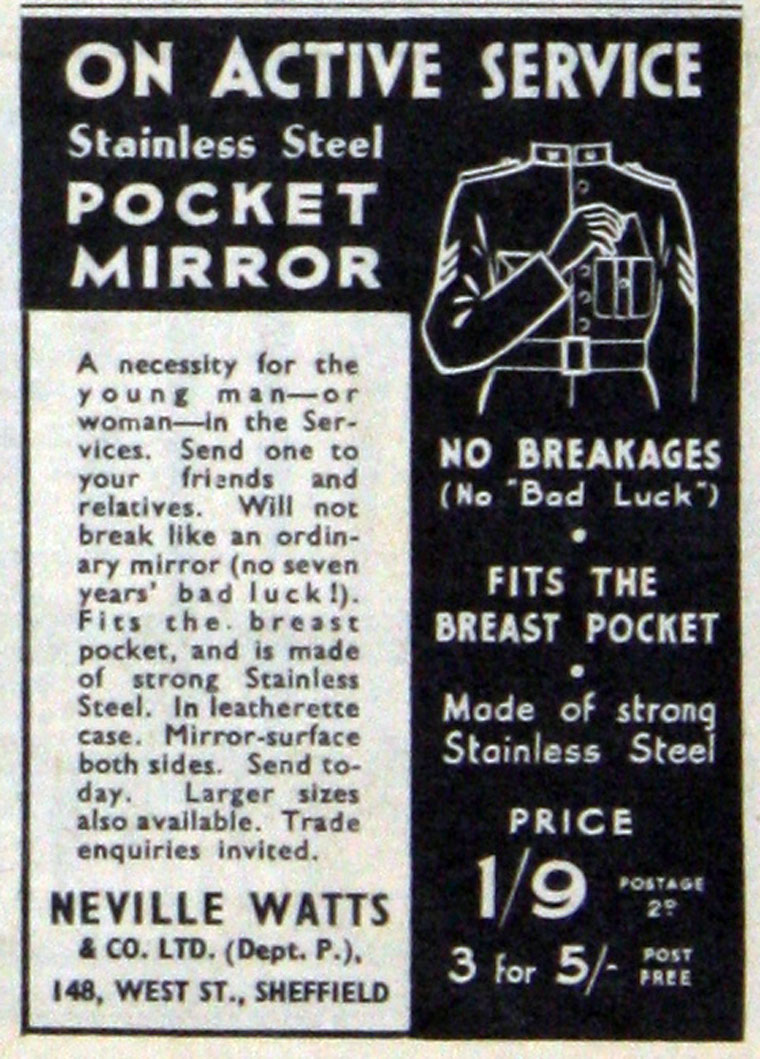 ON ACTIVE SERVICE
Stainless Steel
POCKET
MIRROR
A necessity for the
young man—or
woman—in the Ser-
vices. Send one to
your friends and
relatives. Will not
break like an ordin-
ary mirror (no seven
years' bad luck!).
Fits the breast
pocket, and is made
of strong Stainless
Steel. In leatherette
case. Mirror-surface
both sides. Send to-
day. Larger sizes
also available. Trade
enquiries invited.
NEVILLE WATTS
& CO. LTD. (Dept. P.),
148, WEST ST., SHEFFIELD
NO BREAKAGES
(No "Bad Luck")
•
FITS THE
BREAST POCKET
•
Made of strong
Stainless Steel
PRICE
1/9 POSTAGE 2D
3 for 5/- POST FREE